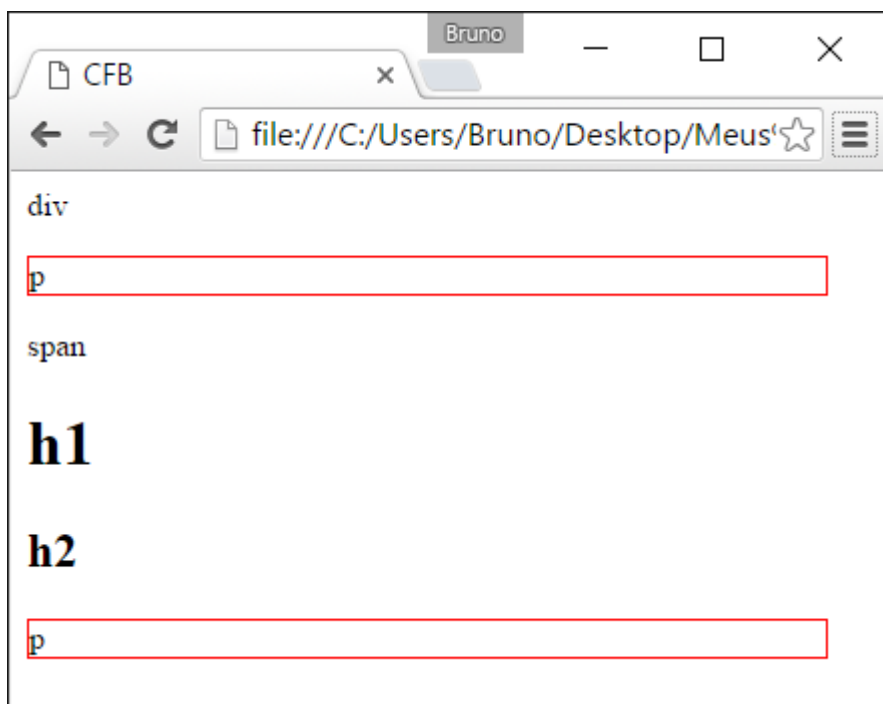 Bruno
CFB
file:///C:/Users/Bruno/Desktop/Meus
div
p
span
h1
h2
p